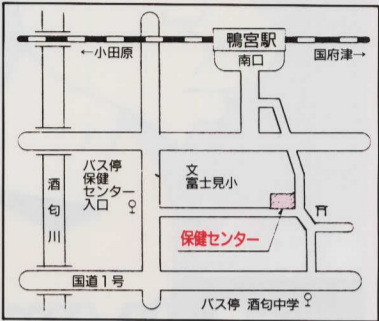 鴨宮駅
←小田原
南口
国府津→
バス停
保健
センター
入口
文
富士見小
酒匂川
保健センター
国道1号
バス停 酒匂中学